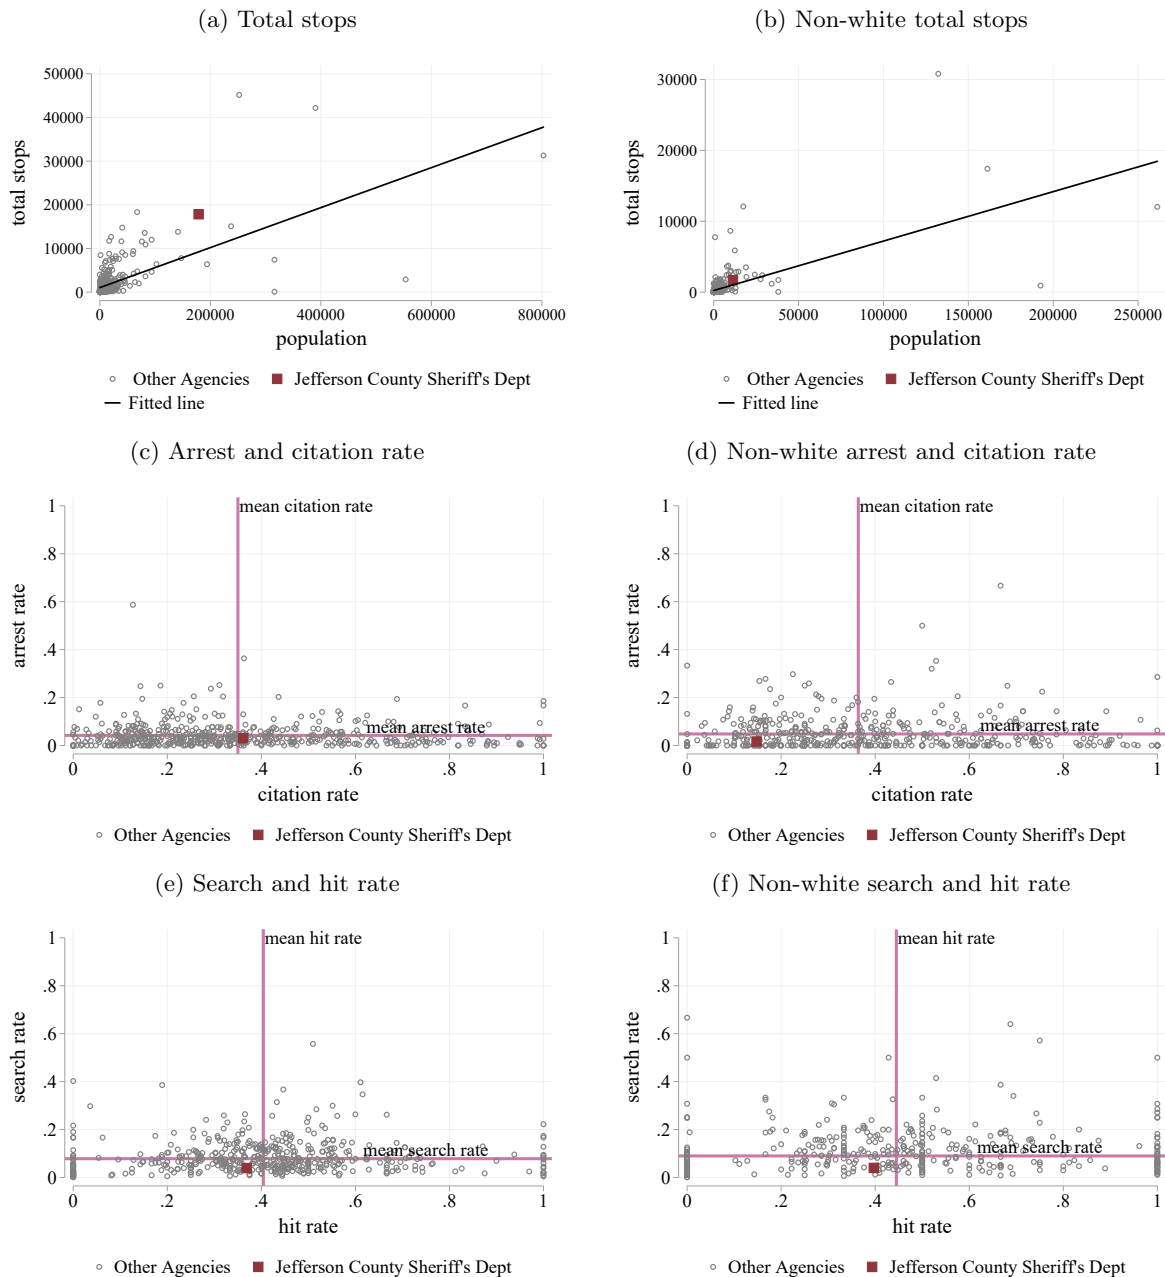 (a) Total stops
(b) Non-white total stops
50000
40000
30000
20000
10000
0
total stops
0 200000 400000 600000 800000
population
Other Agencies Jefferson County Sheriff's Dept
Fitted line
30000
20000
10000
0
total stops
0 50000 100000 150000 200000 250000
population
Other Agencies Jefferson County Sheriff's Dept
Fitted line
(c) Arrest and citation rate
(d) Non-white arrest and citation rate
mean citation rate
1
.8
.6
.4
.2
0
arrest rate
mean arrest rate
0 .2 .4 .6 .8 1
citation rate
Other Agencies Jefferson County Sheriff's Dept
mean citation rate
1
.8
.6
.4
.2
0
arrest rate
mean arrest rate
0 .2 .4 .6 .8 1
citation rate
Other Agencies Jefferson County Sheriff's Dept
(e) Search and hit rate
(f) Non-white search and hit rate
mean hit rate
1
.8
.6
.4
.2
0
search rate
mean search rate
0 .2 .4 .6 .8 1
hit rate
Other Agencies Jefferson County Sheriff's Dept
mean hit rate
1
.8
.6
.4
.2
0
search rate
mean search rate
0 .2 .4 .6 .8 1
hit rate
Other Agencies Jefferson County Sheriff's Dept